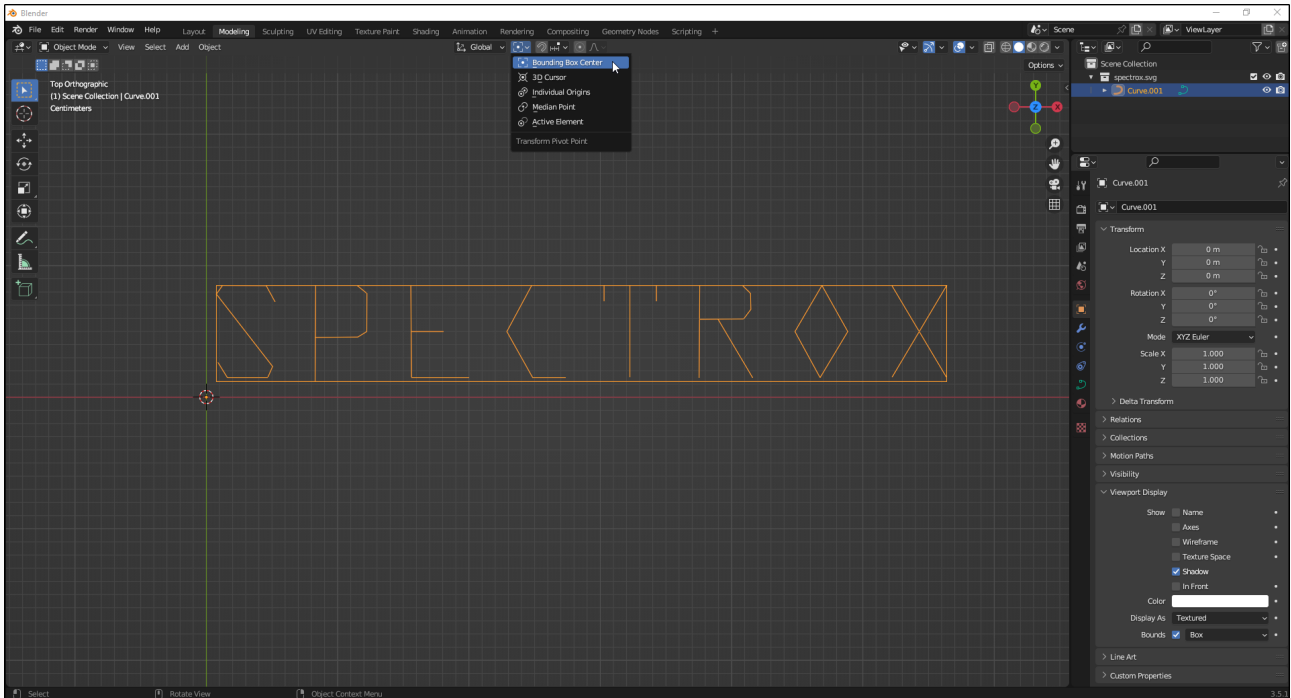 Blender
File Edit Render Window Help Layout Modeling Sculpting UV Editing Texture Paint Shading Animation Rendering Compositing Geometry Nodes Scripting + Scene ViewLayer
Object Mode View Select Add Object Global
Options
Bounding Box Center
3D Cursor
Individual Origins
Median Point
Active Element
Transform Pivot Point
Top Orthographic
(1) Scene Collection | Curve.001
Centimeters
Y
Z
X
SPECTROX
Scene Collection
spectrox.svg
Curve.001
Curve.001
Curve.001
Transform
Location X 0 m
Y 0 m
Z 0 m
Rotation X 0°
Y 0°
Z 0°
Mode XYZ Euler
Scale X 1.000
Y 1.000
Z 1.000
Delta Transform
Relations
Collections
Motion Paths
Visibility
Viewport Display
Show Name
Axes
Wireframe
Texture Space
Shadow
In Front
Color
Display As Textured
Bounds Box
Line Art
Custom Properties
Select Rotate View Object Context Menu 3.5.1